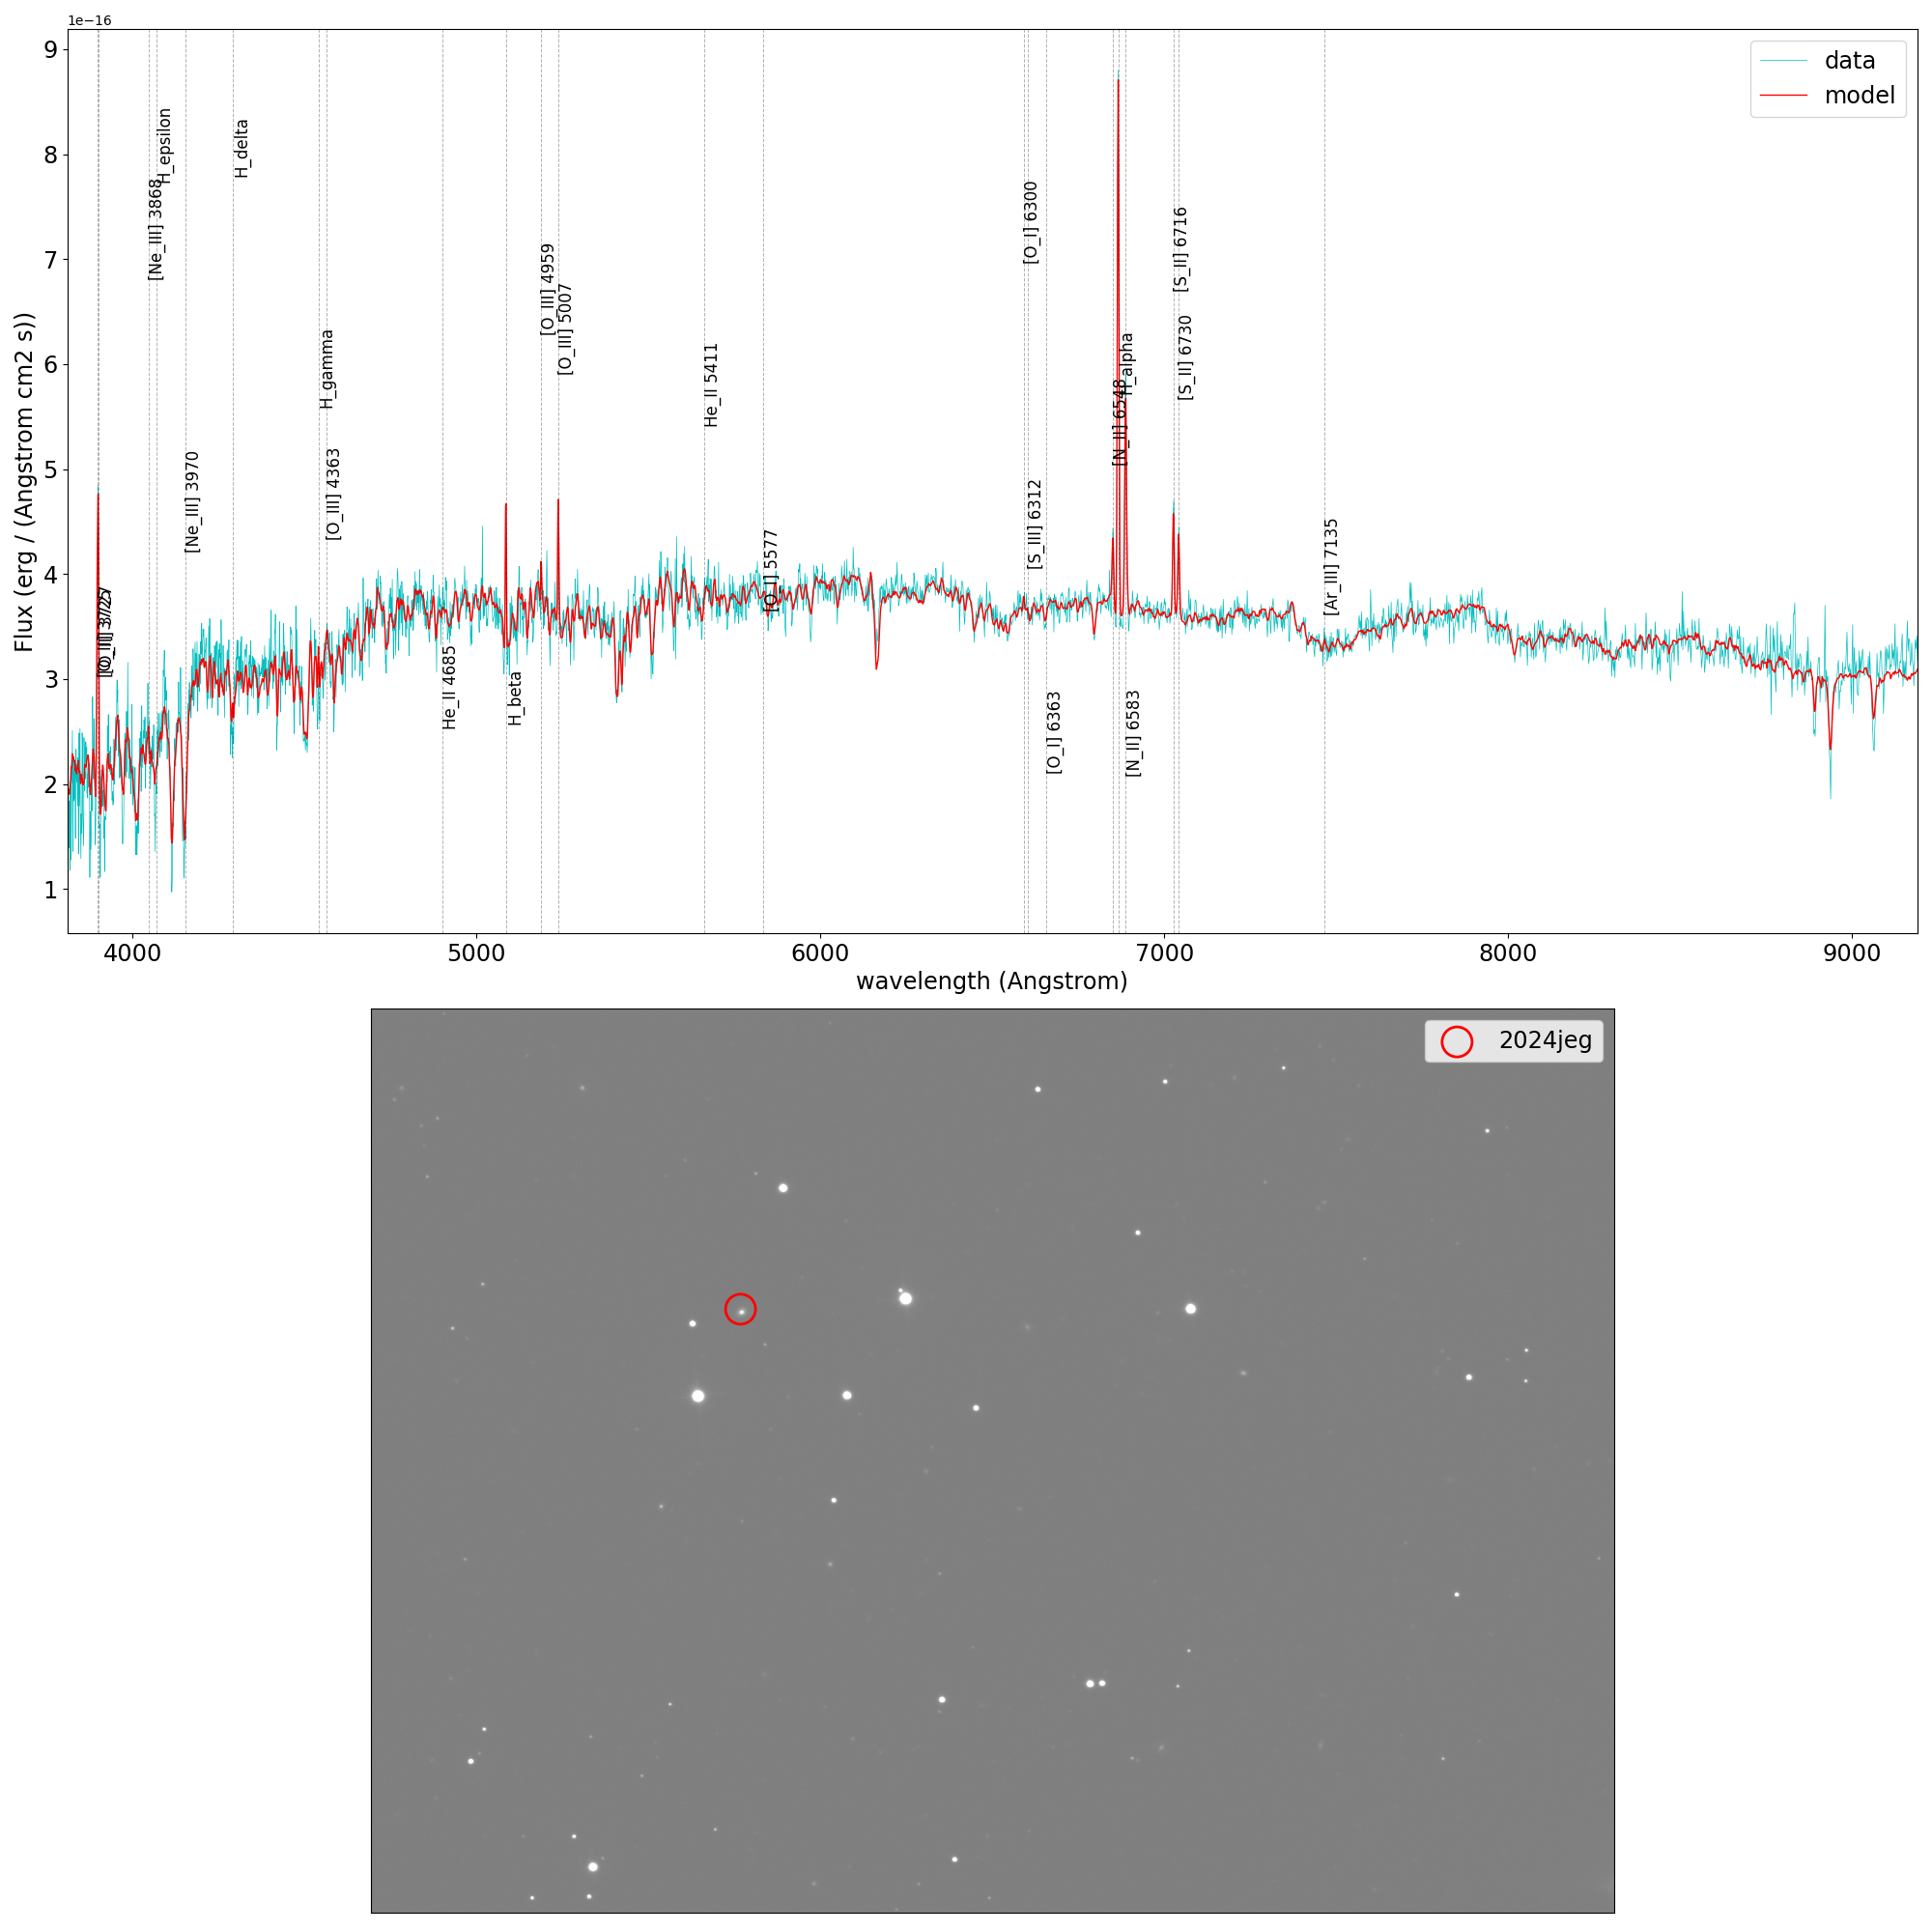 1e−16
data
model
9
8
7
6
5
4
3
2
1
Flux (erg / (Angstrom cm2 s))
[Ne_III] 3868
H_epsilon
[Ne_III] 3970
H_delta
H_gamma
[O_III] 4363
He_II 4685
H_beta
[O_III] 4959
[O_III] 5007
He_II 5411
[O_I] 5577
[O_I] 6300
[S_III] 6312
[O_I] 6363
[N_II] 6548
H_alpha
[N_II] 6583
[S_II] 6716
[S_II] 6730
[Ar_III] 7135
4000 5000 6000 7000 8000 9000
wavelength (Angstrom)
2024jeg